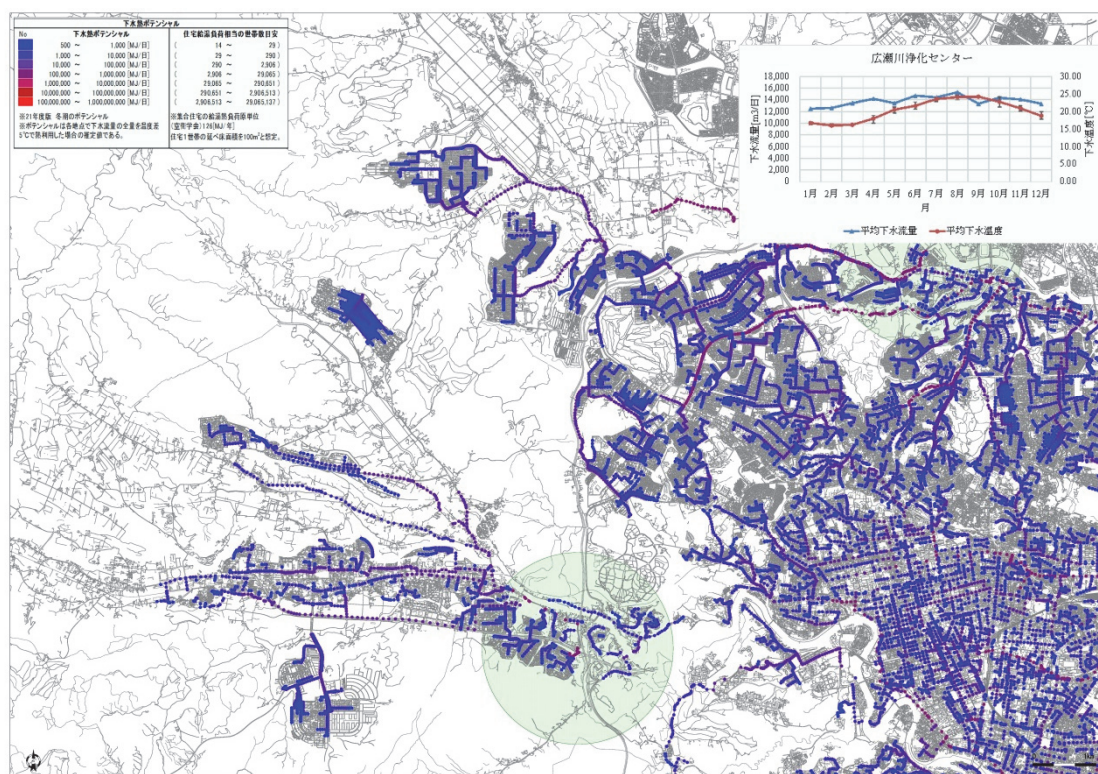 下水熱ポテンシャル
No 下水熱ポテンシャル 住宅給湯負荷相当の世帯数目安
500 ～ 1,000 [MJ/日] ( 14 ～ 29 )
1,000 ～ 10,000 [MJ/日] ( 29 ～ 290 )
10,000 ～ 100,000 [MJ/日] ( 290 ～ 2,906 )
100,000 ～ 1,000,000 [MJ/日] ( 2,906 ～ 29,065 )
1,000,000 ～ 10,000,000 [MJ/日] ( 29,065 ～ 290,651 )
10,000,000 ～ 100,000,000 [MJ/日] ( 290,651 ～ 2,906,513 )
100,000,000 ～ 1,000,000,000 [MJ/日] ( 2,906,513 ～ 29,065,137 )
※21年度版 冬期のポテンシャル
※ポテンシャルは各地点で下水流量の全量を温度差
5℃で熱利用した場合の推定値である。
※集合住宅の給湯熱負荷原単位
(空衛学会):126[MJ/年]
住宅1世帯の延べ床面積を100m²と想定。
広瀬川浄化センター
下水流量[m3/月]
18,000
16,000
14,000
12,000
10,000
8,000
6,000
4,000
2,000
0
30.00
25.00
20.00
15.00
10.00
5.00
0.00
下水温度[℃]
1月 2月 3月 4月 5月 6月 7月 8月 9月 10月 11月 12月
月
平均下水流量 平均下水温度